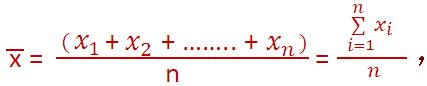 x̅ = (x₁ + x₂ + ........ + xₙ) / n = ∑ᵢ₌₁ⁿ xᵢ / n ,